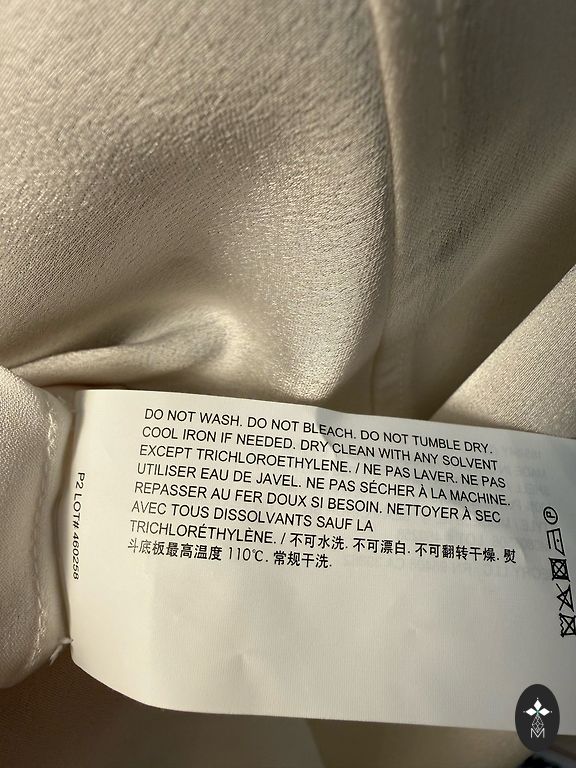 DO NOT WASH. DO NOT BLEACH. DO NOT TUMBLE DRY.
COOL IRON IF NEEDED. DRY CLEAN WITH ANY SOLVENT
EXCEPT TRICHLOROETHYLENE. / NE PAS LAVER. NE PAS
UTILISER EAU DE JAVEL. NE PAS SÉCHER À LA MACHINE.
REPASSER AU FER DOUX SI BESOIN. NETTOYER À SEC
AVEC TOUS DISSOLVANTS SAUF LA
TRICHLORÉTHYLÈNE. / 不可水洗. 不可漂白. 不可翻转干燥. 熨
斗底板最高温度 110℃. 常规干洗.
P2 LOT# 460258
M